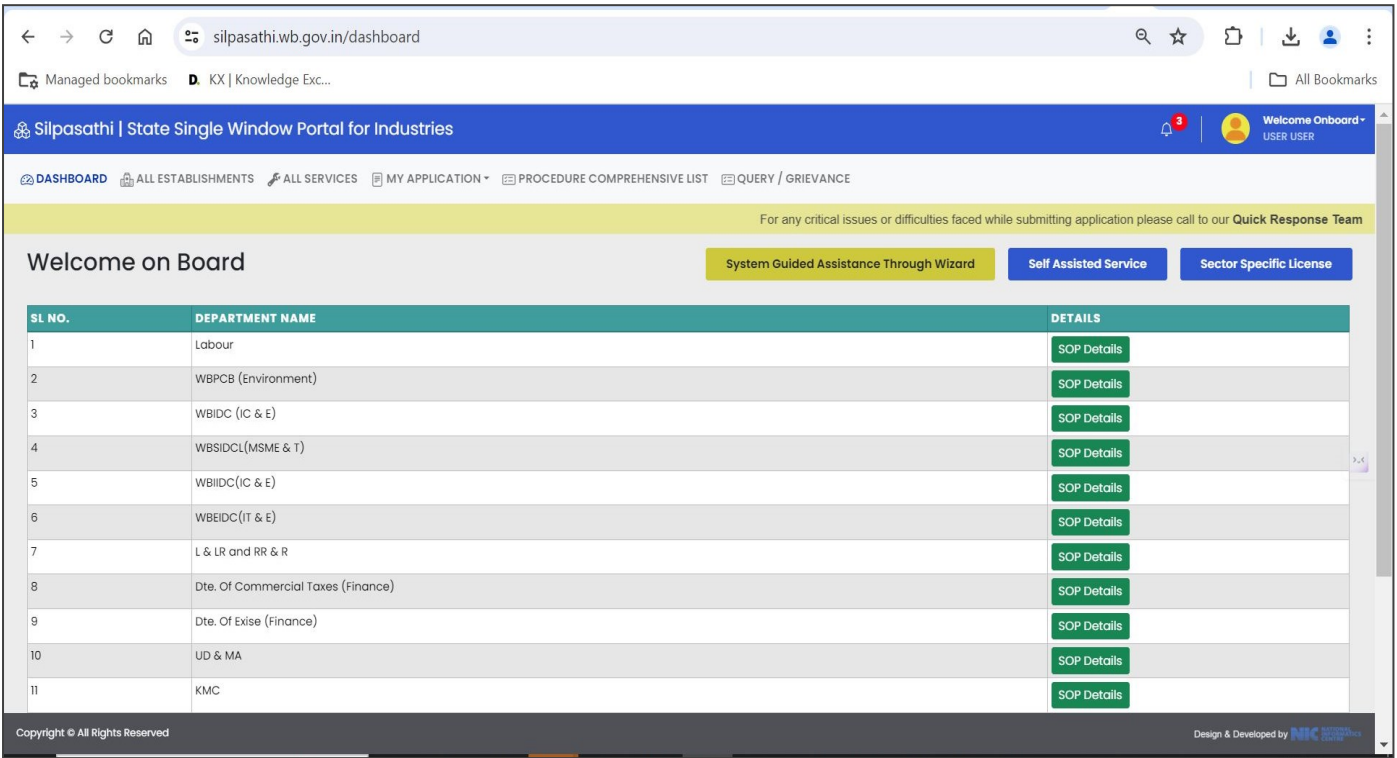 silpasathi.wb.gov.in/dashboard
Managed bookmarks D. KX | Knowledge Exc... All Bookmarks
Silpasathi | State Single Window Portal for Industries 3 Welcome Onboard
USER USER
DASHBOARD ALL ESTABLISHMENTS ALL SERVICES MY APPLICATION PROCEDURE COMPREHENSIVE LIST QUERY / GRIEVANCE
For any critical issues or difficulties faced while submitting application please call to our Quick Response Team
Welcome on Board System Guided Assistance Through Wizard Self Assisted Service Sector Specific License
SL NO. DEPARTMENT NAME DETAILS
1 Labour SOP Details
2 WBPCB (Environment) SOP Details
3 WBIDC (IC & E) SOP Details
4 WBSIDCL(MSME & T) SOP Details
5 WBIIDC(IC & E) SOP Details
6 WBEIDC(IT & E) SOP Details
7 L & LR and RR & R SOP Details
8 Dte. Of Commercial Taxes (Finance) SOP Details
9 Dte. Of Exise (Finance) SOP Details
10 UD & MA SOP Details
11 KMC SOP Details
Copyright © All Rights Reserved Design & Developed by NIC NATIONAL INFORMATICS CENTRE